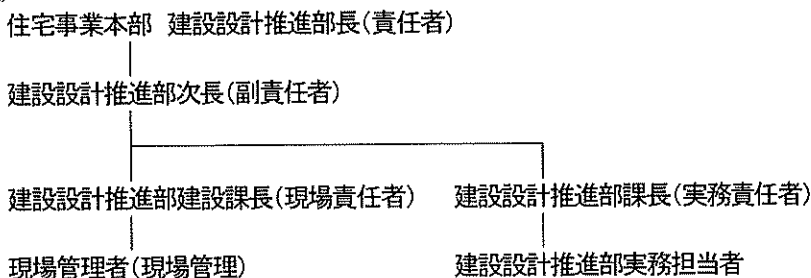 住宅事業本部 建設設計推進部長(責任者)
建設設計推進部次長(副責任者)
建設設計推進部建設課長(現場責任者) 建設設計推進部課長(実務責任者)
現場管理者(現場管理) 建設設計推進部実務担当者